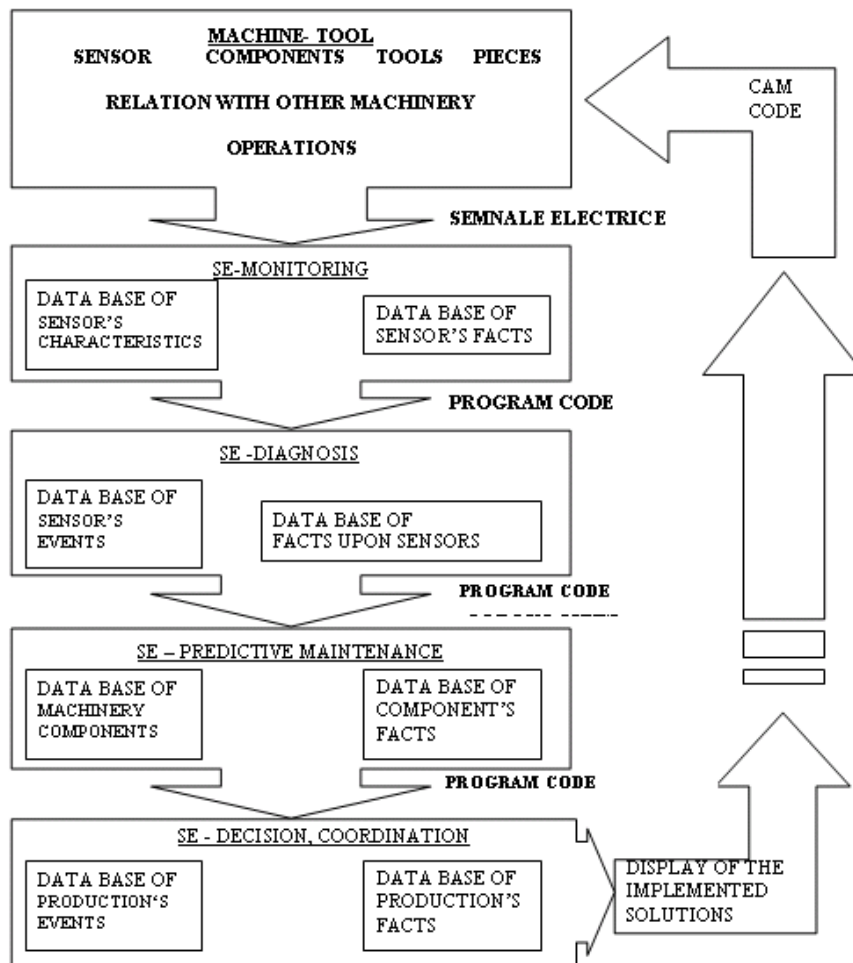 MACHINE- TOOL
SENSOR COMPONENTS TOOLS PIECES
RELATION WITH OTHER MACHINERY
OPERATIONS
CAM
CODE
SEMNALE ELECTRICE
SE-MONITORING
DATA BASE OF
SENSOR'S
CHARACTERISTICS
DATA BASE OF
SENSOR'S FACTS
PROGRAM CODE
SE -DIAGNOSIS
DATA BASE OF
SENSOR'S
EVENTS
DATA BASE OF
FACTS UPON SENSORS
PROGRAM CODE
SE – PREDICTIVE MAINTENANCE
DATA BASE OF
MACHINERY
COMPONENTS
DATA BASE OF
COMPONENT'S
FACTS
PROGRAM CODE
SE - DECISION, COORDINATION
DATA BASE OF
PRODUCTION'S
EVENTS
DATA BASE OF
PRODUCTION'S
FACTS
DISPLAY OF THE
IMPLEMENTED
SOLUTIONS